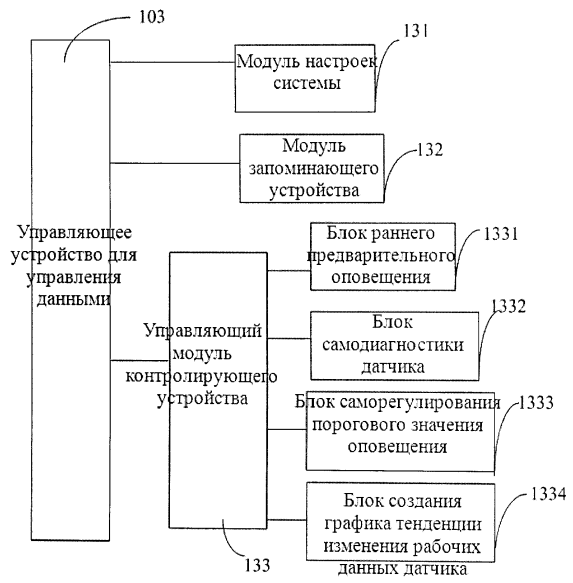 103
131
Модуль настроек
системы
Модуль
запоминающего
устройства
132
Управляющее
устройство для
управления
данными
Блок раннего
предварительного
оповещения
1331
Управляющий
модуль
контролирующего
устройства
133
Блок
самодиагностики
датчика
1332
Блок саморегулирования
порогового значения
оповещения
1333
Блок создания
графика тенденции
изменения рабочих
данных датчика
1334